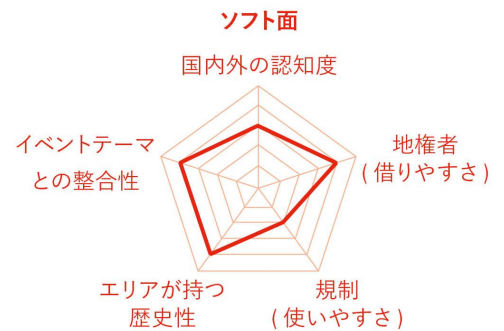 ソフト面
国内外の認知度
イベントテーマ
との整合性
地権者
( 借りやすさ )
エリアが持つ
歴史性
規制
( 使いやすさ )